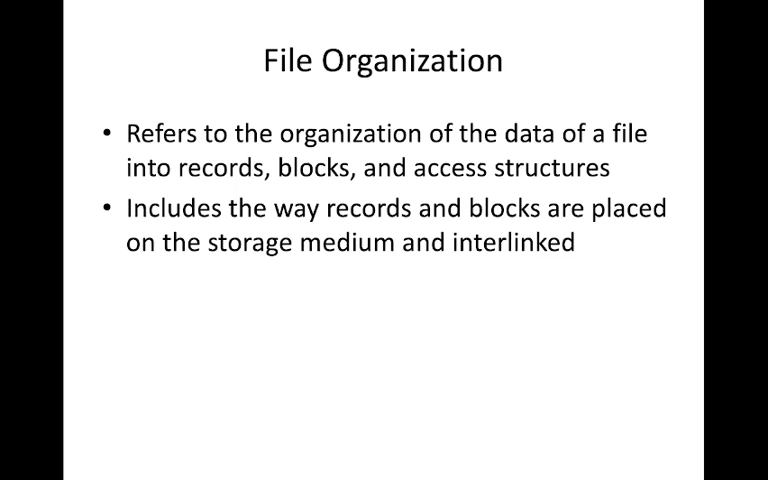 File Organization
• Refers to the organization of the data of a file
into records, blocks, and access structures
• Includes the way records and blocks are placed
on the storage medium and interlinked